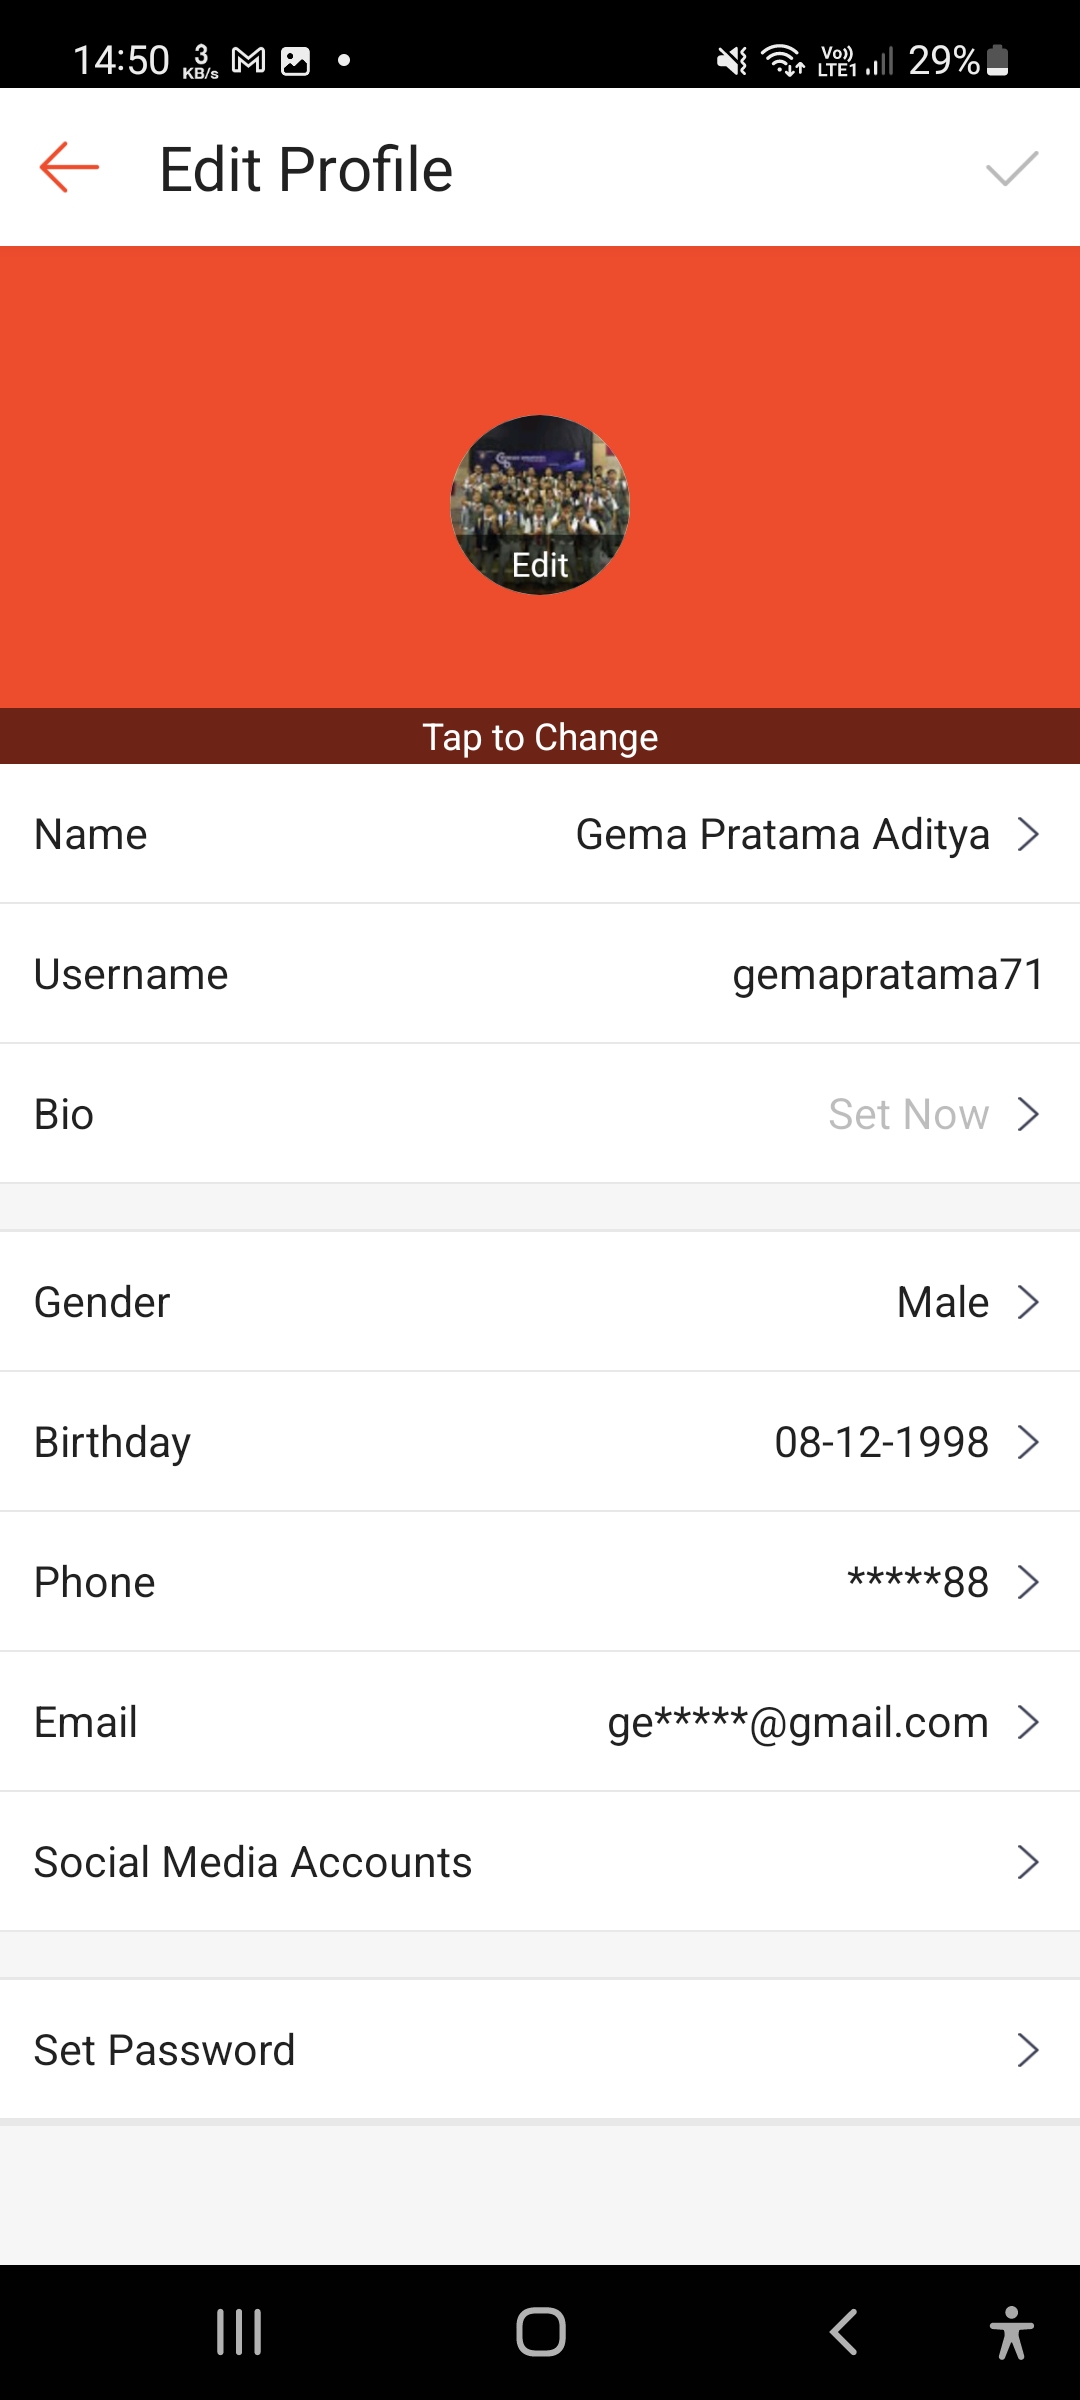 14:50 3 KB/s Vo)) LTE1 29%
Edit Profile
Edit
Tap to Change
Name Gema Pratama Aditya
Username gemapratama71
Bio Set Now
Gender Male
Birthday 08-12-1998
Phone *****88
Email ge*****@gmail.com
Social Media Accounts
Set Password